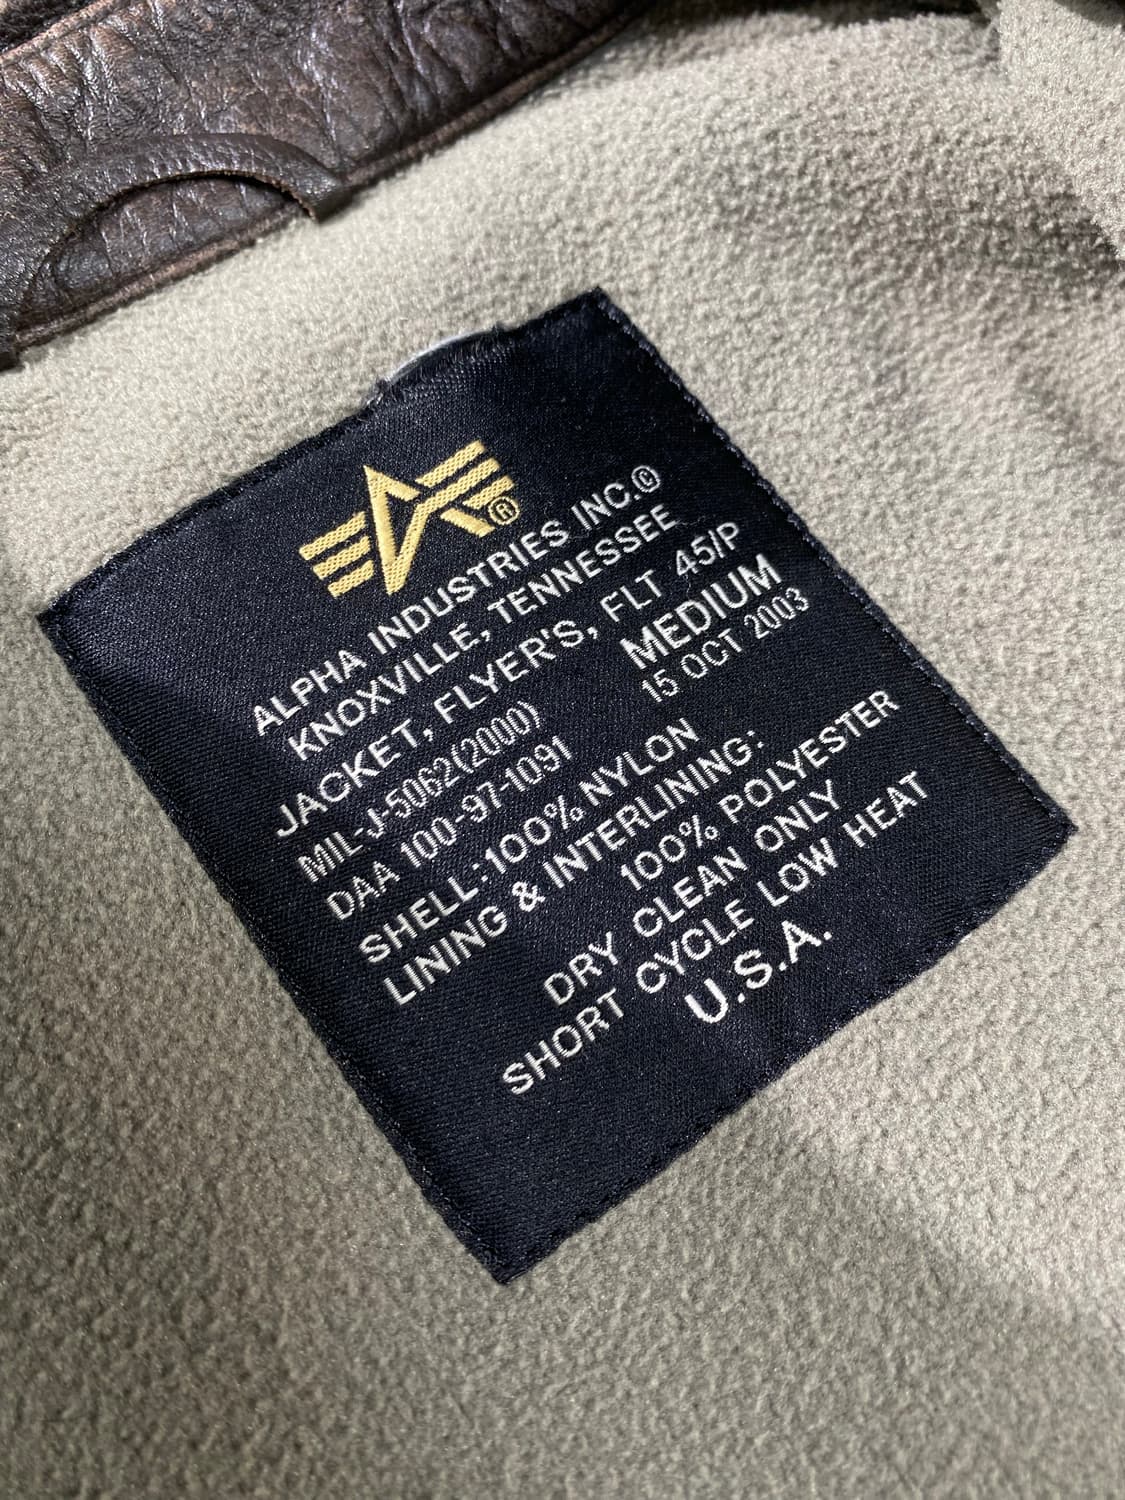 ALPHA INDUSTRIES INC.©
KNOXVILLE, TENNESSEE
JACKET, FLYER'S, FLT 45/P
MIL-J-5062(2000) MEDIUM
DAA 100-97-1091 15 OCT 2003
SHELL:100% NYLON
LINING & INTERLINING:
100% POLYESTER
DRY CLEAN ONLY
SHORT CYCLE LOW HEAT
U.S.A.